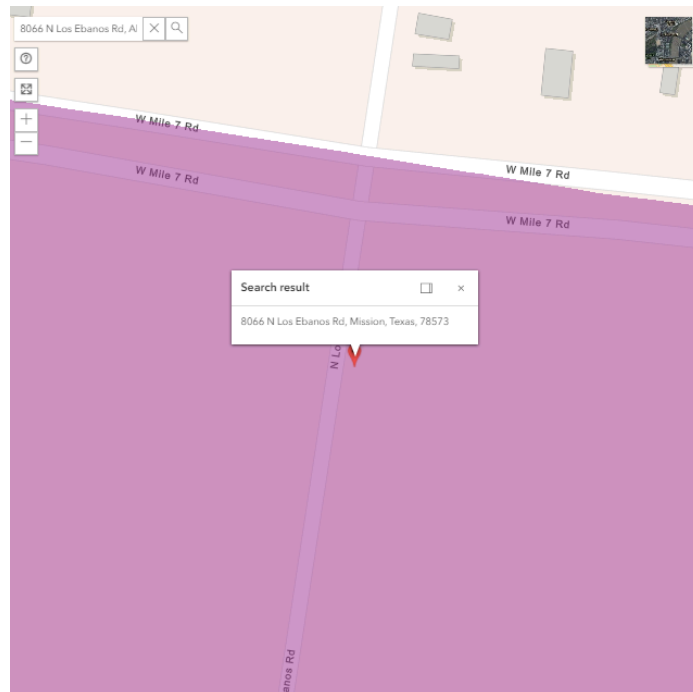 8066 N Los Ebanos Rd, Al
W Mile 7 Rd
W Mile 7 Rd
W Mile 7 Rd
W Mile 7 Rd
Search result
8066 N Los Ebanos Rd, Mission, Texas, 78573
N Lo
anos Rd